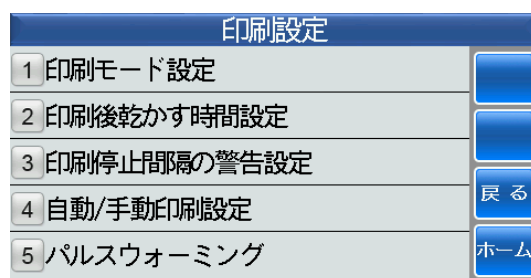 印刷設定
1 印刷モード設定
2 印刷後乾かす時間設定
3 印刷停止間隔の警告設定
戻る
4 自動/手動印刷設定
5 パルスウォーミング
ホーム